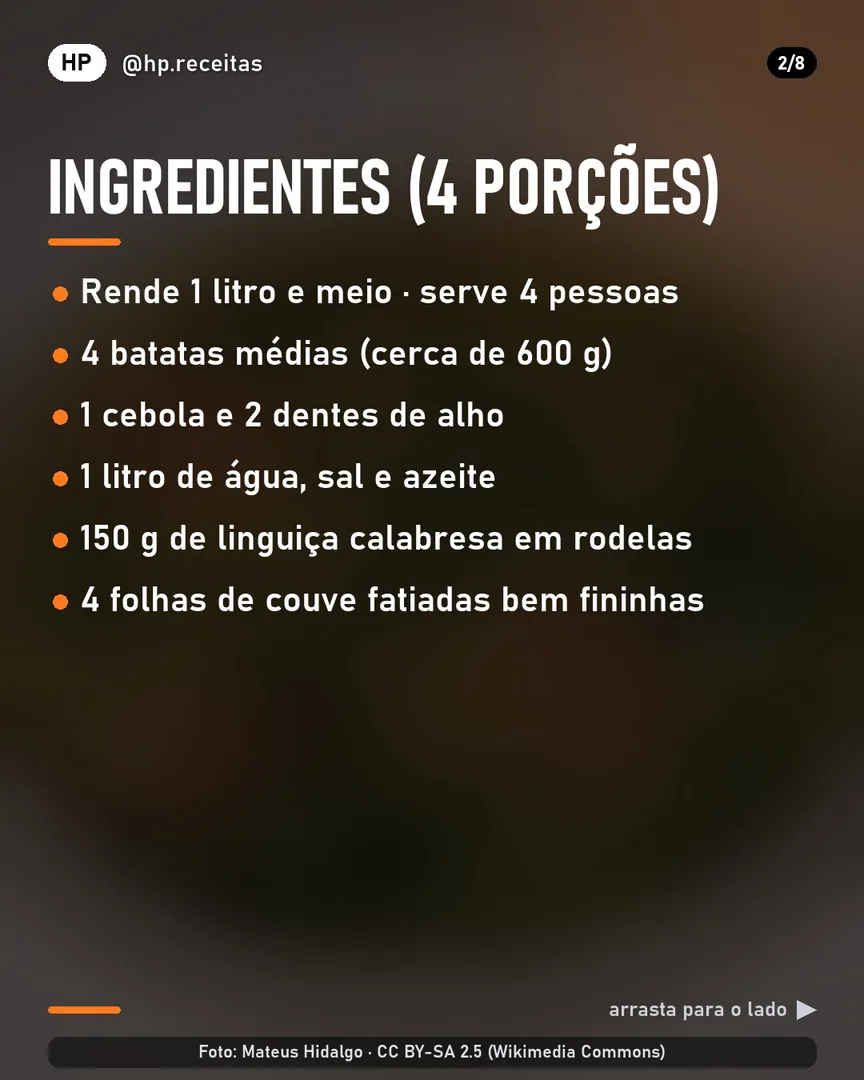 HP @hp.receitas 2/8
INGREDIENTES (4 PORÇÕES)
Rende 1 litro e meio · serve 4 pessoas
4 batatas médias (cerca de 600 g)
1 cebola e 2 dentes de alho
1 litro de água, sal e azeite
150 g de linguiça calabresa em rodelas
4 folhas de couve fatiadas bem fininhas
arrasta para o lado ▶
Foto: Mateus Hidalgo · CC BY-SA 2.5 (Wikimedia Commons)